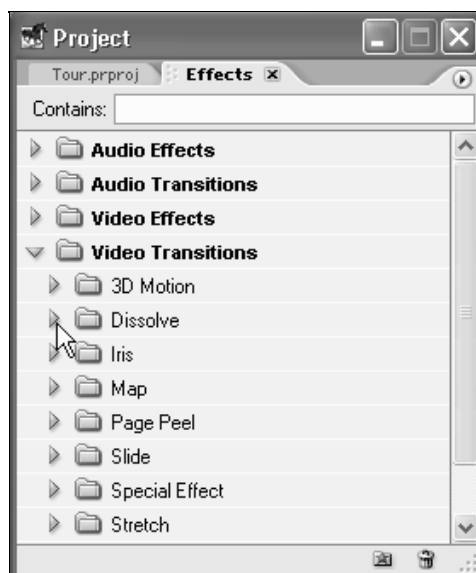 Project
Tour.prproj Effects
Contains:
Audio Effects
Audio Transitions
Video Effects
Video Transitions
3D Motion
Dissolve
Iris
Map
Page Peel
Slide
Special Effect
Stretch